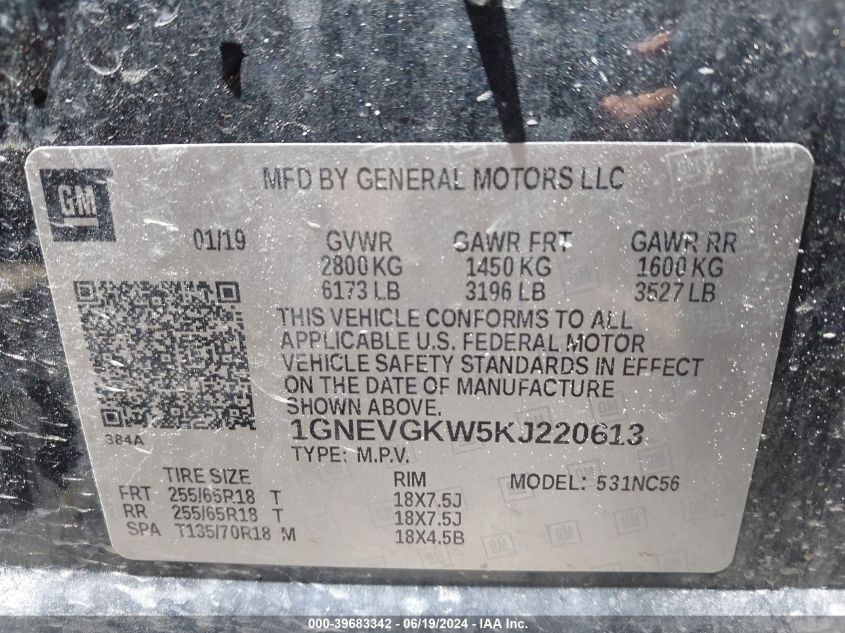 MFD BY GENERAL MOTORS LLC
GM
01/19 GVWR GAWR FRT GAWR RR
2800 KG 1450 KG 1600 KG
6173 LB 3196 LB 3527 LB
THIS VEHICLE CONFORMS TO ALL
APPLICABLE U.S. FEDERAL MOTOR
VEHICLE SAFETY STANDARDS IN EFFECT
ON THE DATE OF MANUFACTURE
SHOWN ABOVE.
384A
1GNEVGKW5KJ220613
TYPE: M.P.V.
TIRE SIZE RIM MODEL: 531NC56
FRT 255/65R18 T 18X7.5J
RR 255/65R18 T 18X7.5J
SPA T135/70R18 M 18X4.5B
000-39683342 - 06/19/2024 - IAAI.com